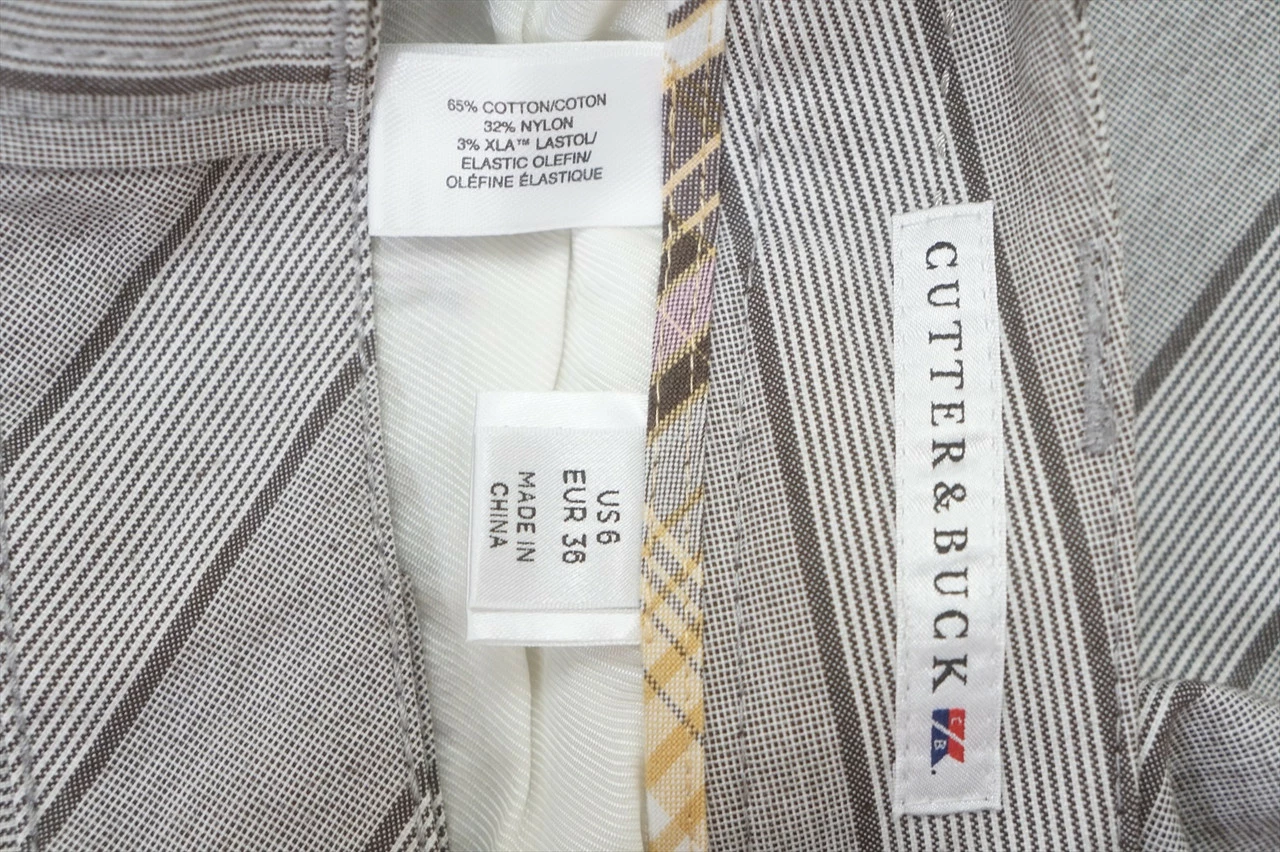 65% COTTON/COTON
32% NYLON
3% XLA™ LASTOL/
ELASTIC OLEFIN/
OLÉFINE ÉLASTIQUE
US 6
EUR 36
MADE IN
CHINA
CUTTER & BUCK
C
B